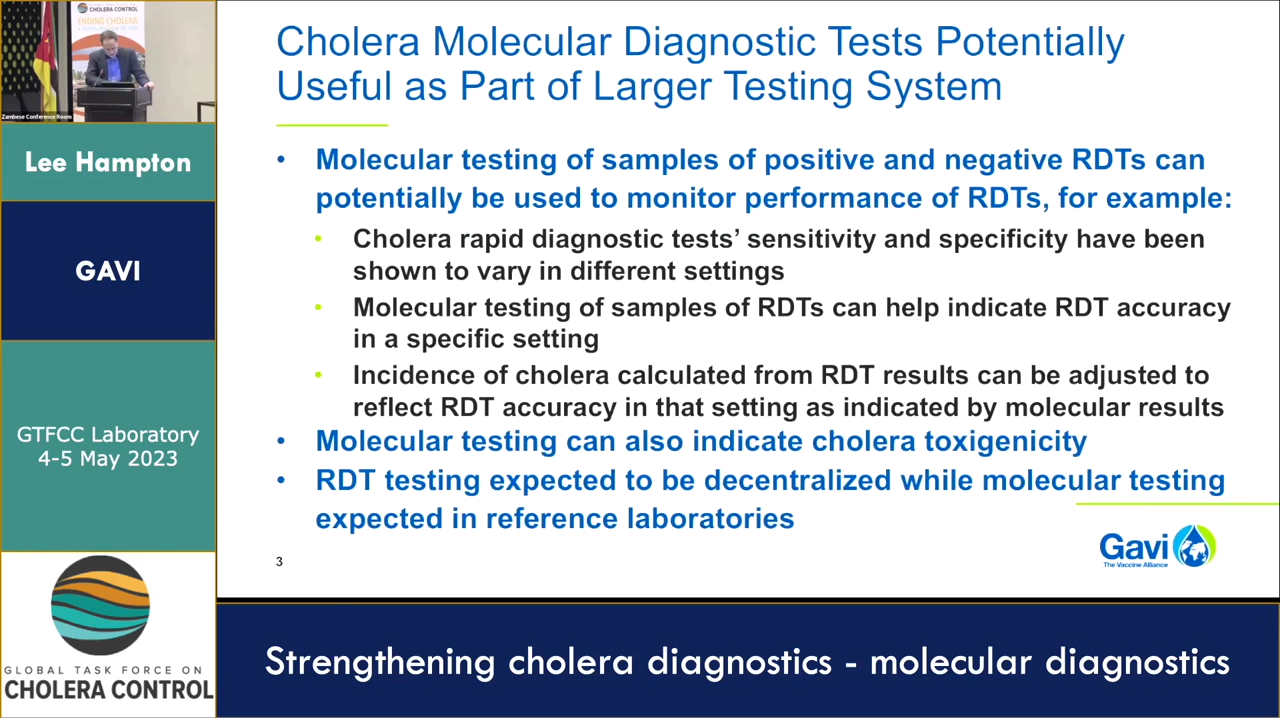 CHOLERA CONTROL
ENDING CHOLERA
Zambese Conference Room
Lee Hampton
GAVI
GTFCC Laboratory
4-5 May 2023
GLOBAL TASK FORCE ON
CHOLERA CONTROL
Cholera Molecular Diagnostic Tests Potentially
Useful as Part of Larger Testing System
• Molecular testing of samples of positive and negative RDTs can
potentially be used to monitor performance of RDTs, for example:
• Cholera rapid diagnostic tests’ sensitivity and specificity have been
shown to vary in different settings
• Molecular testing of samples of RDTs can help indicate RDT accuracy
in a specific setting
• Incidence of cholera calculated from RDT results can be adjusted to
reflect RDT accuracy in that setting as indicated by molecular results
• Molecular testing can also indicate cholera toxigenicity
• RDT testing expected to be decentralized while molecular testing
expected in reference laboratories
3
Gavi
The Vaccine Alliance
Strengthening cholera diagnostics - molecular diagnostics